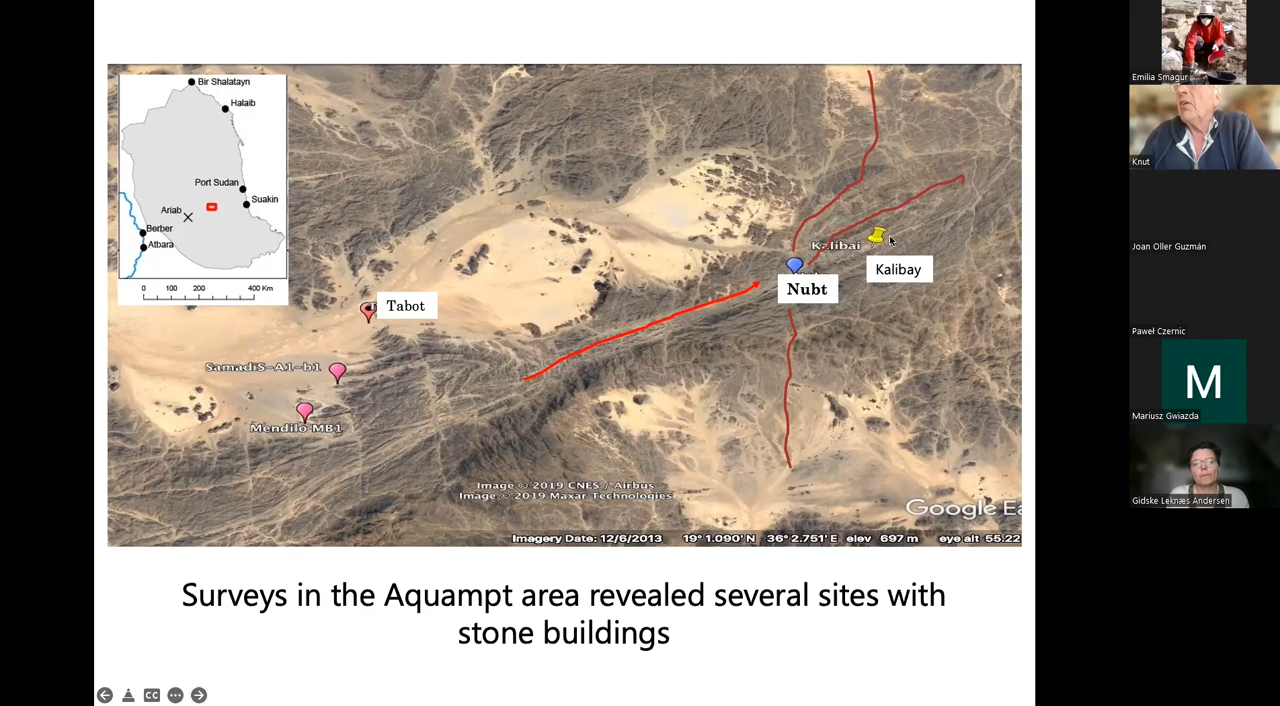 Bir Shalatayn
Halaib
Port Sudan
Suakin
Ariab
Berber
Atbara
0 100 200 400 Km
Kalibai
Kalibay
Nubt
Tabot
SamadiS-A1-b1
Mendilo MB1
Image © 2019 CNES / Airbus
Image © 2019 Maxar Technologies
Google Ea
Imagery Date: 12/6/2013 19° 1.090' N 36° 2.751' E elev 697 m eye alt 55.22
Surveys in the Aquampt area revealed several sites with
stone buildings
CC
Emilia Smagur
Knut
Joan Oller Guzmán
Paweł Czernic
M
Mariusz Gwiazda
Gidske Leknæs Andersen